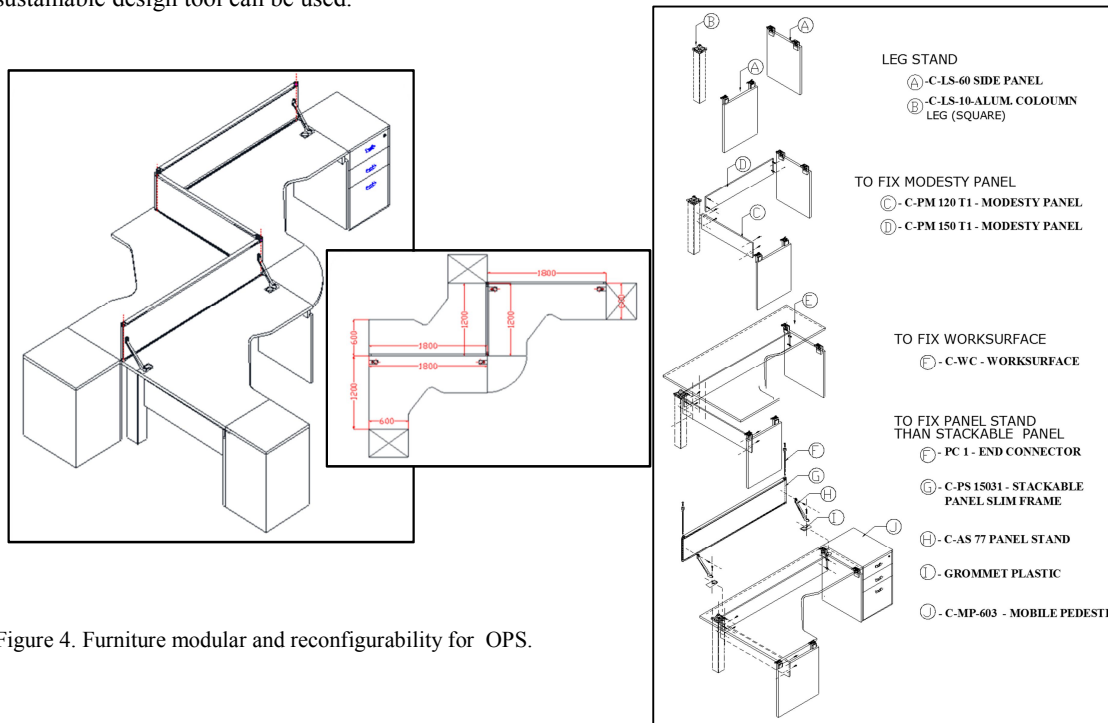 sustainable design tool can be used.
B
A
A
LEG STAND
A -C-LS-60 SIDE PANEL
B -C-LS-10-ALUM. COLOUMN
LEG (SQUARE)
D
C
TO FIX MODESTY PANEL
C - C-PM 120 T1 - MODESTY PANEL
D - C-PM 150 T1 - MODESTY PANEL
E
TO FIX WORKSURFACE
E - C-WC - WORKSURFACE
TO FIX PANEL STAND
THAN STACKABLE PANEL
F - PC 1 - END CONNECTOR
G - C-PS 15031 - STACKABLE
PANEL SLIM FRAME
H - C-AS 77 PANEL STAND
I - GROMMET PLASTIC
J - C-MP-603 - MOBILE PEDEST
F
G
H
I
J
1800
600
1200
1200
600
1800
1800
1200
600
Figure 4. Furniture modular and reconfigurability for OPS.